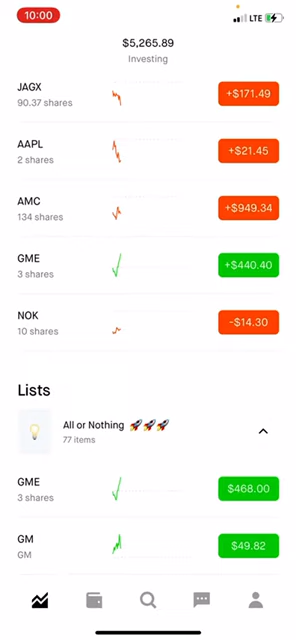 10:00
LTE
$5,265.89
Investing
JAGX
90.37 shares
+$171.49
AAPL
2 shares
+$21.45
AMC
134 shares
+$949.34
GME
3 shares
+$440.40
NOK
10 shares
-$14.30
Lists
All or Nothing 🚀🚀🚀
77 items
GME
3 shares
$468.00
GM
GM
$49.82